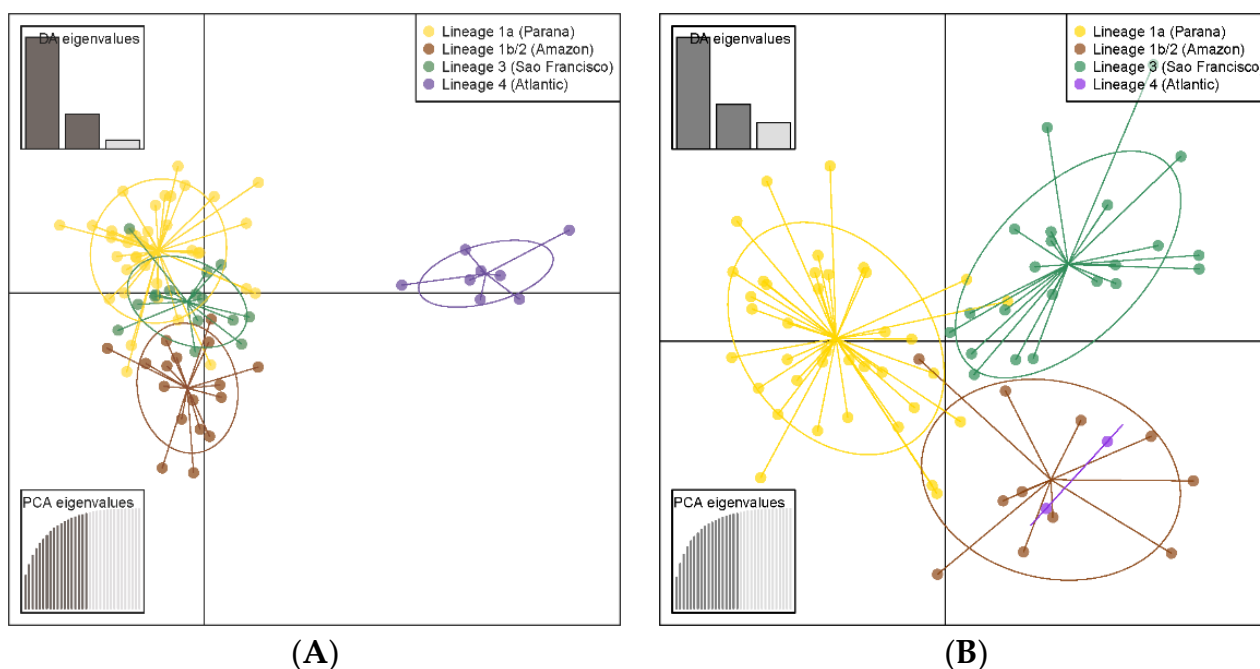 DA eigenvalues
Lineage 1a (Parana)
Lineage 1b/2 (Amazon)
Lineage 3 (Sao Francisco)
Lineage 4 (Atlantic)
PCA eigenvalues
(A)
DA eigenvalues
Lineage 1a (Parana)
Lineage 1b/2 (Amazon)
Lineage 3 (Sao Francisco)
Lineage 4 (Atlantic)
PCA eigenvalues
(B)